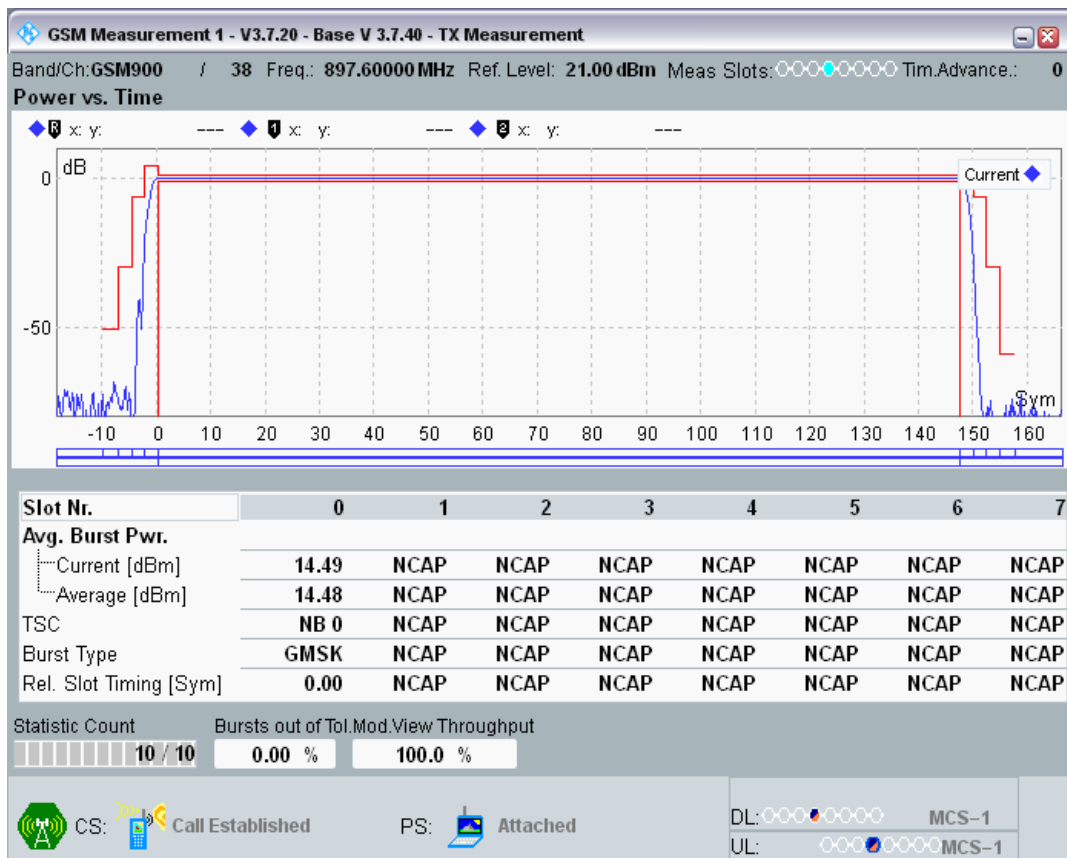 GSM Measurement 1 - V3.7.20 - Base V 3.7.40 - TX Measurement
Band/Ch:GSM900 / 38 Freq.: 897.60000 MHz Ref. Level: 21.00 dBm Meas Slots: Tim.Advance.: 0
Power vs. Time
R x: y: --- 1 x: y: --- 2 x: y: ---
dB
Current
0
-50
Sym
-10 0 10 20 30 40 50 60 70 80 90 100 110 120 130 140 150 160
Slot Nr. 0 1 2 3 4 5 6 7
Avg. Burst Pwr.
Current [dBm] 14.49 NCAP NCAP NCAP NCAP NCAP NCAP NCAP
Average [dBm] 14.48 NCAP NCAP NCAP NCAP NCAP NCAP NCAP
TSC NB 0 NCAP NCAP NCAP NCAP NCAP NCAP NCAP
Burst Type GMSK NCAP NCAP NCAP NCAP NCAP NCAP NCAP
Rel. Slot Timing [Sym] 0.00 NCAP NCAP NCAP NCAP NCAP NCAP NCAP
Statistic Count Bursts out of Tol.Mod.View Throughput
10 / 10 0.00 % 100.0 %
CS: Call Established PS: Attached
DL: MCS-1
UL: MCS-1